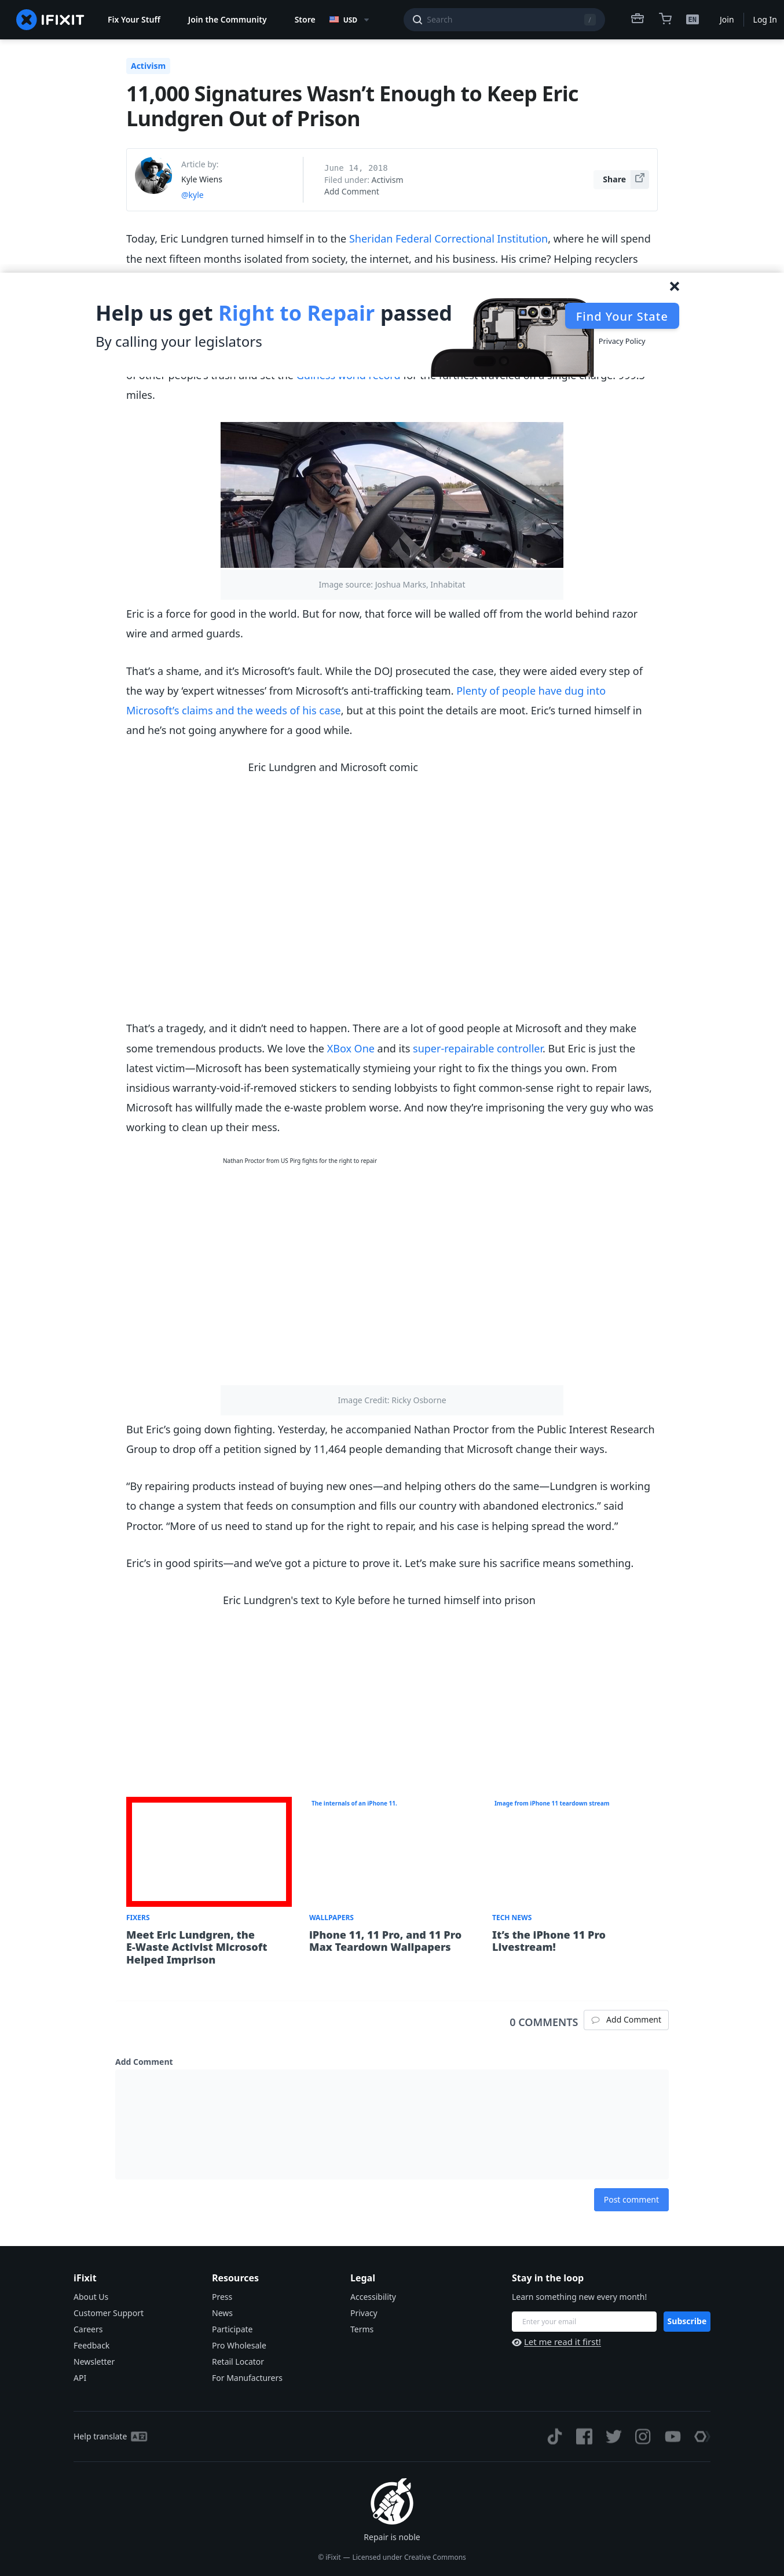 IFIXIT
Fix Your Stuff
Join the Community
Store
USD
Search
/
EN
Join
Log In
Activism
11,000 Signatures Wasn’t Enough to Keep Eric
Lundgren Out of Prison
Article by:
Kyle Wiens
@kyle
June 14, 2018
Filed under: Activism
Add Comment
Share
Today, Eric Lundgren turned himself in to the Sheridan Federal Correctional Institution, where he will spend
the next fifteen months isolated from society, the internet, and his business. His crime? Helping recyclers
Help us get Right to Repair passed
By calling your legislators
Find Your State
Privacy Policy
of other people’s trash and set the Guiness world record for the furthest traveled on a single charge: 999.5
miles.
Image source: Joshua Marks, Inhabitat
Eric is a force for good in the world. But for now, that force will be walled off from the world behind razor
wire and armed guards.
That’s a shame, and it’s Microsoft’s fault. While the DOJ prosecuted the case, they were aided every step of
the way by ‘expert witnesses’ from Microsoft’s anti-trafficking team. Plenty of people have dug into
Microsoft’s claims and the weeds of his case, but at this point the details are moot. Eric’s turned himself in
and he’s not going anywhere for a good while.
Eric Lundgren and Microsoft comic
That’s a tragedy, and it didn’t need to happen. There are a lot of good people at Microsoft and they make
some tremendous products. We love the XBox One and its super-repairable controller. But Eric is just the
latest victim—Microsoft has been systematically stymieing your right to fix the things you own. From
insidious warranty-void-if-removed stickers to sending lobbyists to fight common-sense right to repair laws,
Microsoft has willfully made the e-waste problem worse. And now they’re imprisoning the very guy who was
working to clean up their mess.
Nathan Proctor from US Pirg fights for the right to repair
Image Credit: Ricky Osborne
But Eric’s going down fighting. Yesterday, he accompanied Nathan Proctor from the Public Interest Research
Group to drop off a petition signed by 11,464 people demanding that Microsoft change their ways.
“By repairing products instead of buying new ones—and helping others do the same—Lundgren is working
to change a system that feeds on consumption and fills our country with abandoned electronics.” said
Proctor. “More of us need to stand up for the right to repair, and his case is helping spread the word.”
Eric’s in good spirits—and we’ve got a picture to prove it. Let’s make sure his sacrifice means something.
Eric Lundgren's text to Kyle before he turned himself into prison
The internals of an iPhone 11.
Image from iPhone 11 teardown stream
FIXERS
Meet Eric Lundgren, the
E-Waste Activist Microsoft
Helped Imprison
WALLPAPERS
iPhone 11, 11 Pro, and 11 Pro
Max Teardown Wallpapers
TECH NEWS
It’s the iPhone 11 Pro
Livestream!
0 COMMENTS
Add Comment
Add Comment
Post comment
iFixit
About Us
Customer Support
Careers
Feedback
Newsletter
API
Resources
Press
News
Participate
Pro Wholesale
Retail Locator
For Manufacturers
Legal
Accessibility
Privacy
Terms
Stay in the loop
Learn something new every month!
Enter your email
Subscribe
Let me read it first!
Help translate
Repair is noble
© iFixit — Licensed under Creative Commons